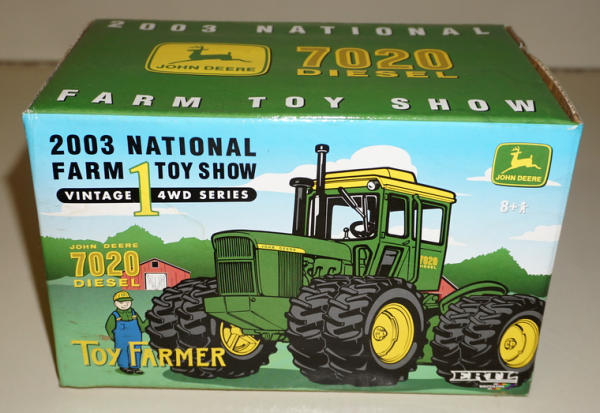 2003 NATIONAL
JOHN DEERE
7020
DIESEL
FARM TOY SHOW
2003 NATIONAL
FARM 1 TOY SHOW
VINTAGE 4WD SERIES
JOHN DEERE
8+
JOHN DEERE
7020
DIESEL
7020
DIESEL
TOY FARMER
ERTL